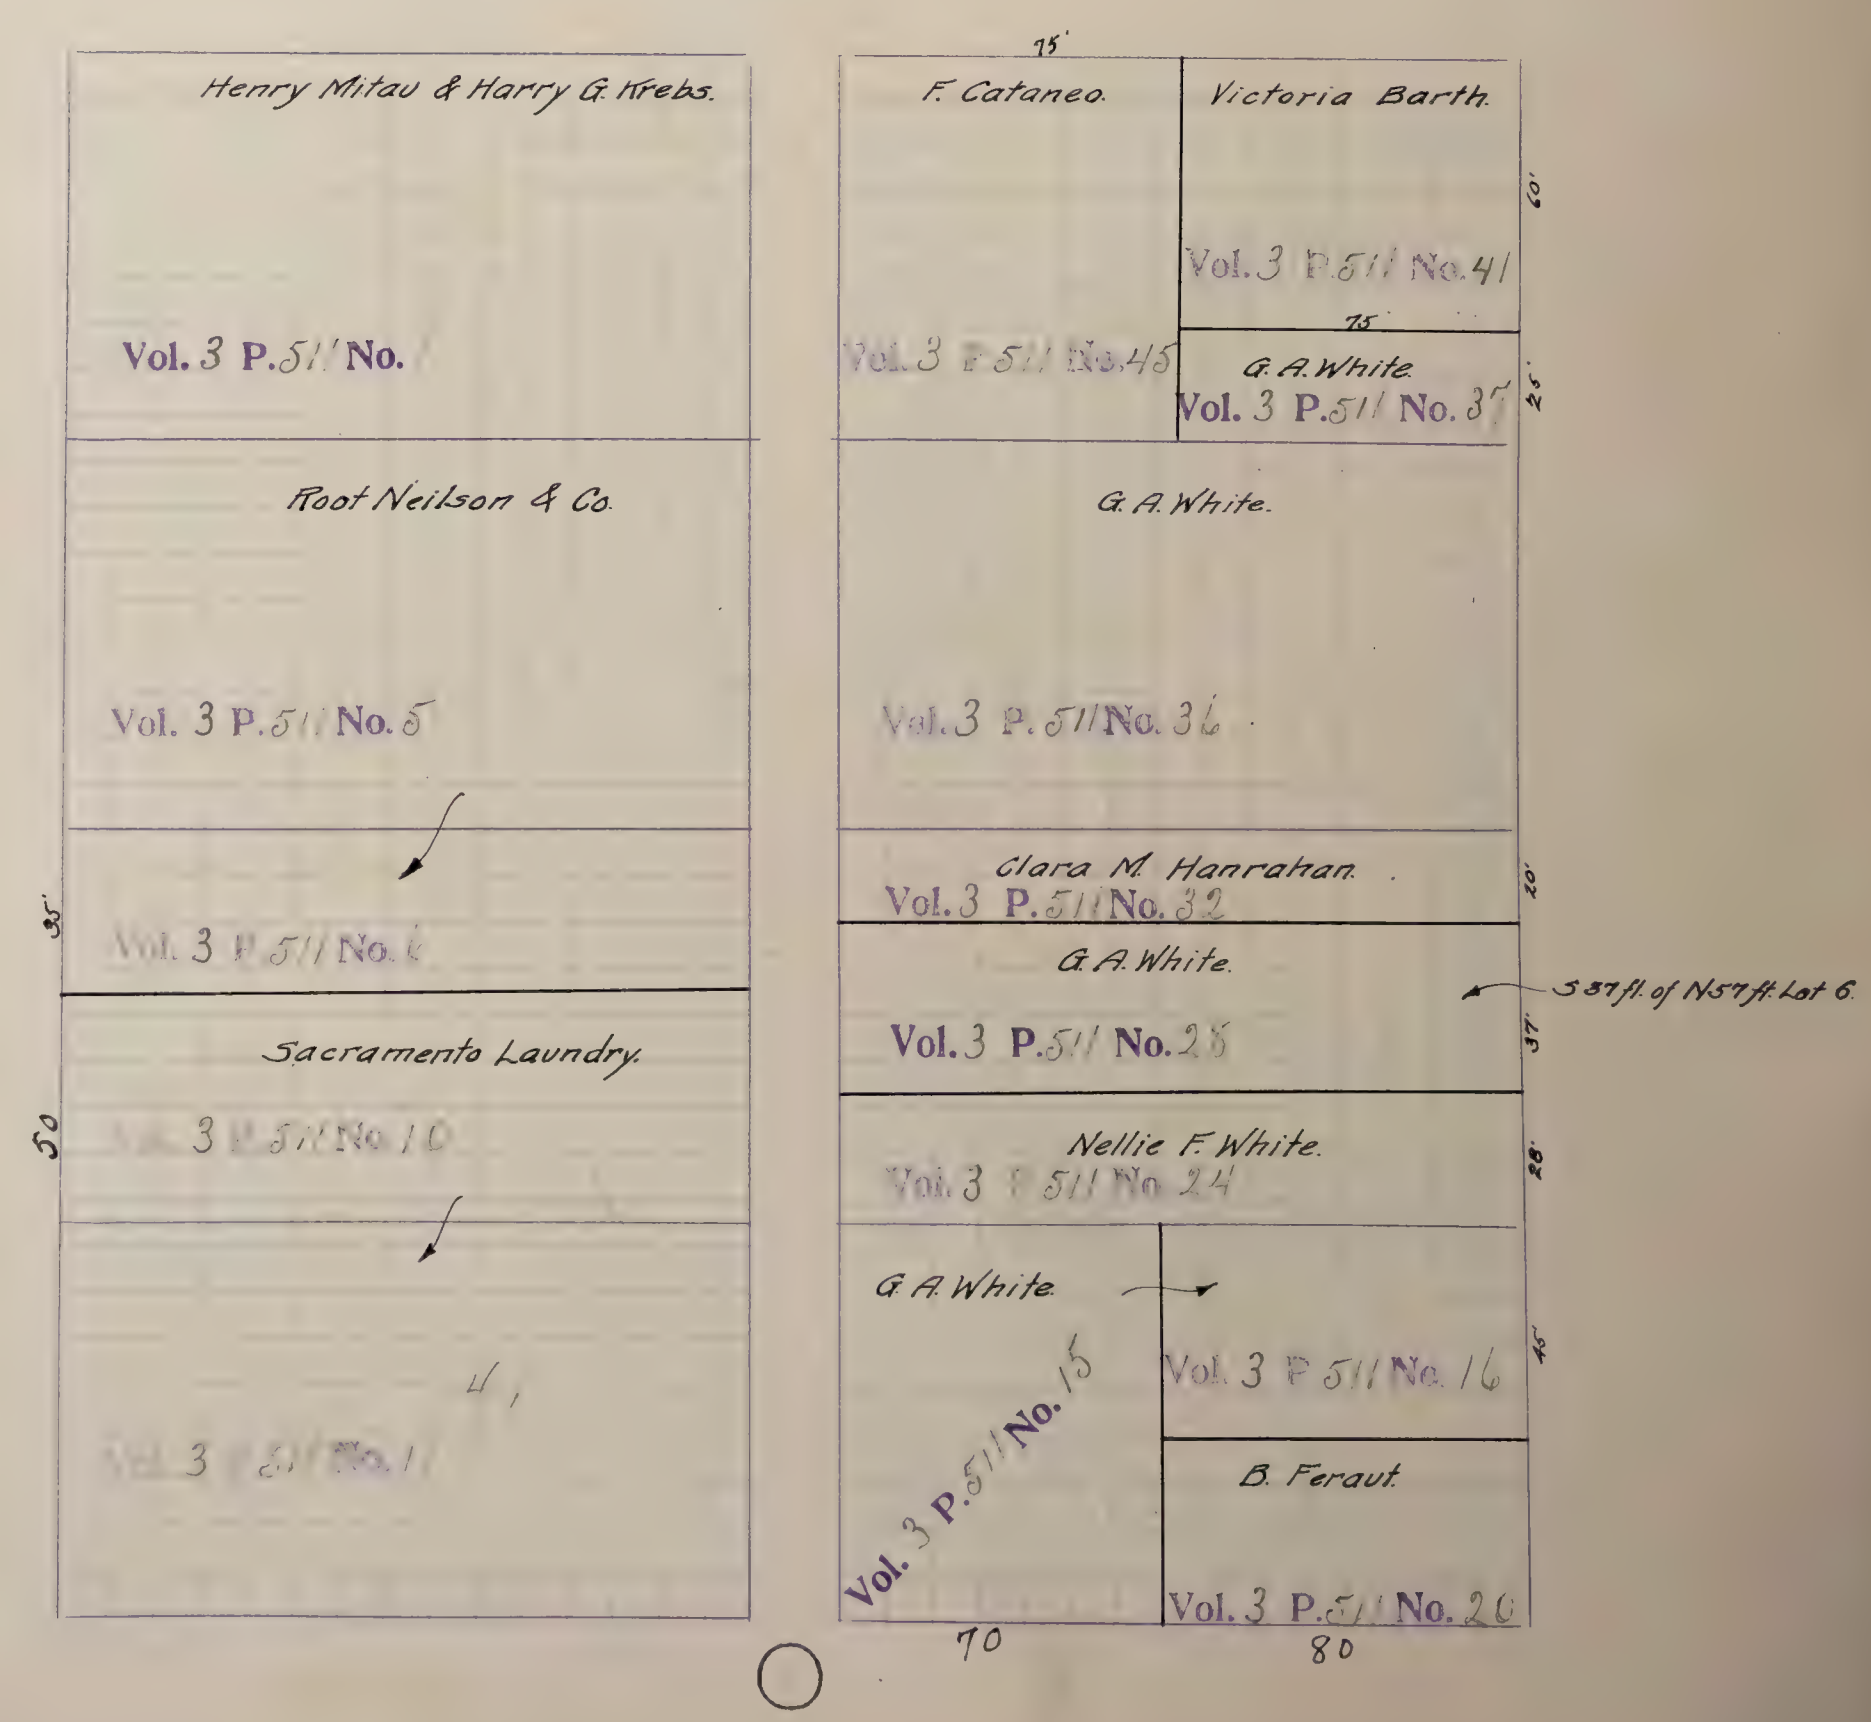 Henry Mitau & Harry G. Krebs.
Vol. 3 P. 511 No. 1
Root Neilson & Co.
Vol. 3 P. 511 No. 5
35'
Vol. 3 P. 511 No.
Sacramento Laundry.
50
Vol. 3 P. 511 No. 10
Vol. 3 P. 511 No. 11
75'
F. Cataneo.
Vol. 3 P. 511 No. 45
Victoria Barth.
60'
Vol. 3 P. 511 No. 41
75'
G. A. White.
25'
Vol. 3 P. 511 No. 37
G. A. White.
Vol. 3 P. 511 No. 36
Clara M. Hanrahan.
20'
Vol. 3 P. 511 No. 32
G. A. White.
S 37 ft. of N 57 ft. Lot 6.
37'
Vol. 3 P. 511 No. 28
Nellie F. White.
28'
Vol. 3 P. 511 No. 24
G. A. White.
Vol. 3 P. 511 No. 15
45'
Vol. 3 P. 511 No. 16
B. Feraut.
Vol. 3 P. 511 No. 20
70
80